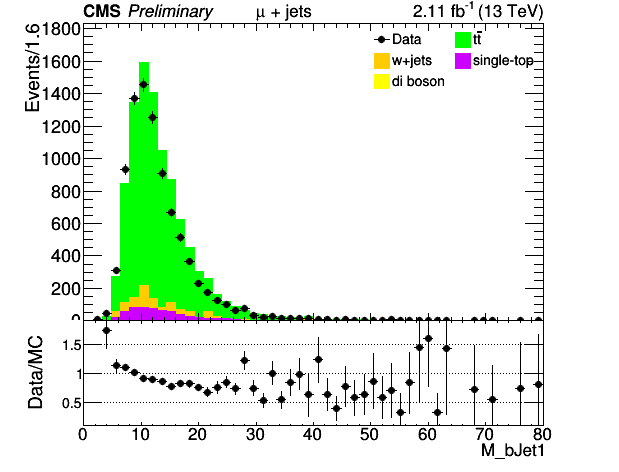 CMS Preliminary μ + jets 2.11 fb⁻¹ (13 TeV)
Events/1.6
1800
1600
1400
1200
1000
800
600
400
200
0
Data
tt̄
w+jets
single-top
di boson
Data/MC
1.5
1
0.5
0 10 20 30 40 50 60 70 80
M_bJet1